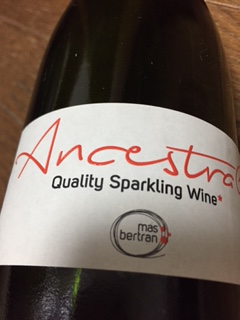 Ancestral
Quality Sparkling Wine*
mas
bertran